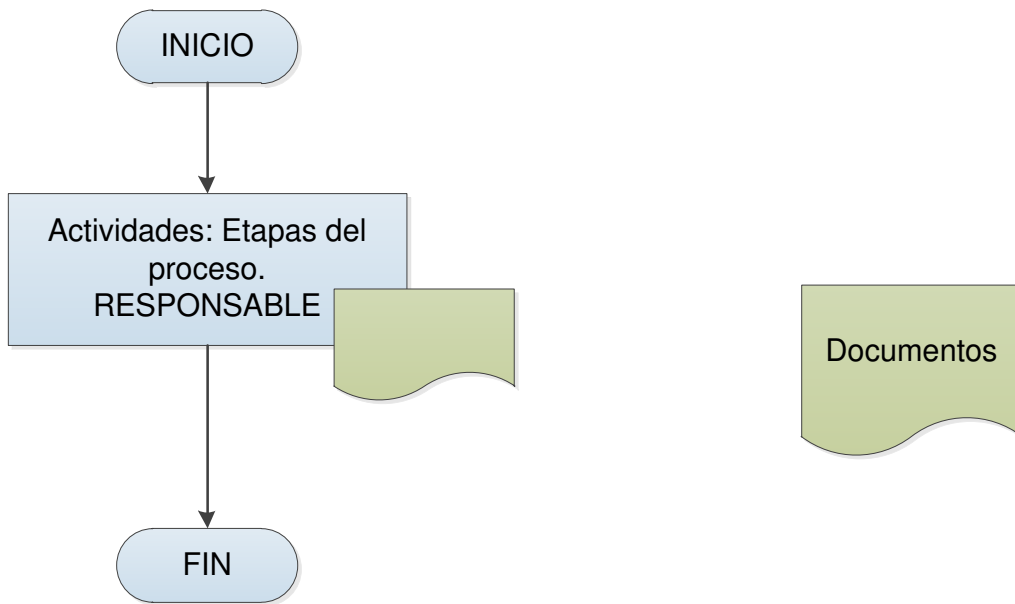 INICIO
Actividades: Etapas del
proceso.
RESPONSABLE
Documentos
FIN